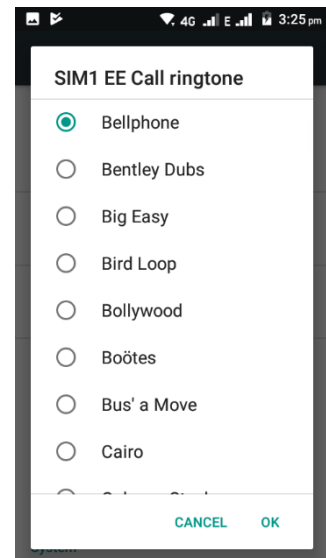 4G E 3:25 pm
SIM1 EE Call ringtone
Bellphone
Bentley Dubs
Big Easy
Bird Loop
Bollywood
Boötes
Bus' a Move
Cairo
CANCEL OK
System